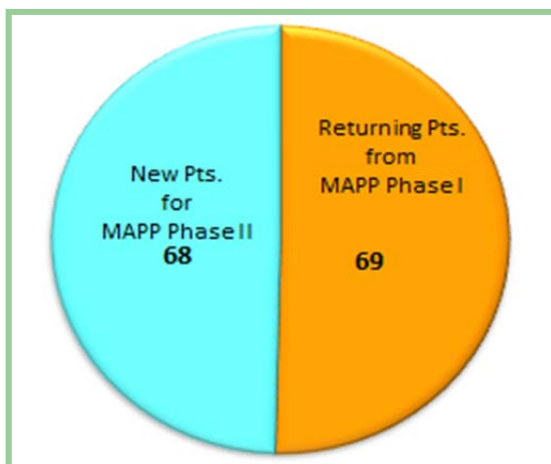 New Pts.
for
MAPP Phase II
68
Returning Pts.
from
MAPP Phase I
69